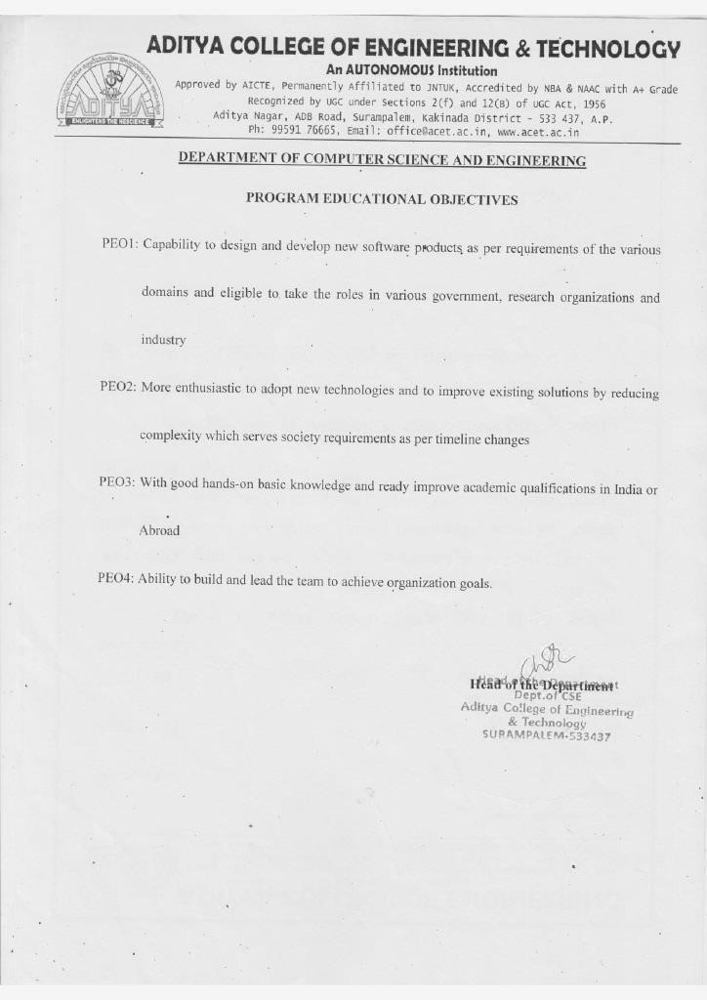 ADITYA COLLEGE OF ENGINEERING & TECHNOLOGY
An AUTONOMOUS Institution
Approved by AICTE, Permanently Affiliated to JNTUK, Accredited by NBA & NAAC with A+ Grade
Recognized by UGC under Sections 2(f) and 12(B) of UGC Act, 1956
Aditya Nagar, ADB Road, Surampalem, Kakinada District - 533 437, A.P.
Ph: 99591 76665, Email: office@acet.ac.in, www.acet.ac.in
ADITYA
ENLIGHTENS THE NESCIENCE
DEPARTMENT OF COMPUTER SCIENCE AND ENGINEERING
PROGRAM EDUCATIONAL OBJECTIVES
PEO1: Capability to design and develop new software products as per requirements of the various
domains and eligible to take the roles in various government, research organizations and
industry
PEO2: More enthusiastic to adopt new technologies and to improve existing solutions by reducing
complexity which serves society requirements as per timeline changes
PEO3: With good hands-on basic knowledge and ready improve academic qualifications in India or
Abroad
PEO4: Ability to build and lead the team to achieve organization goals.
Head of the Department
Head of the Department
Dept.of CSE
Aditya College of Engineering
& Technology
SURAMPALEM-533437